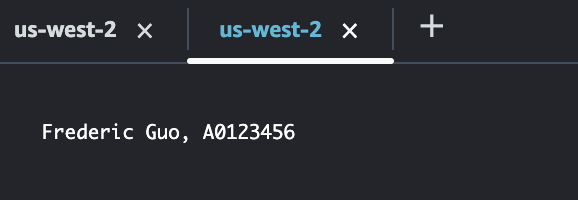 us-west-2 × us-west-2 × +
Frederic Guo, A0123456